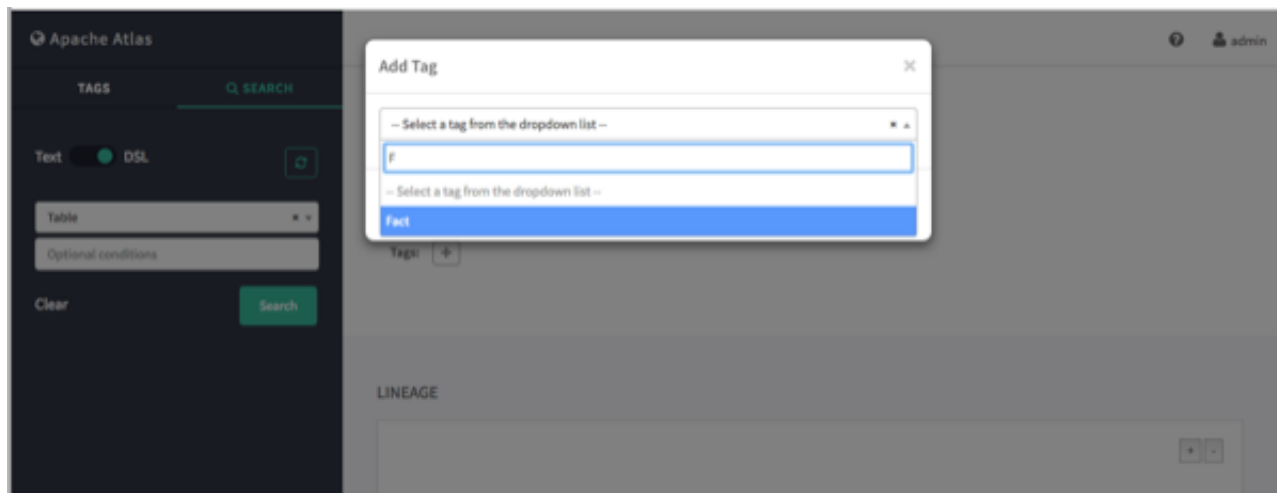 Apache Atlas
admin
TAGS
SEARCH
Text DSL
Table
Optional conditions
Clear
Search
Add Tag
-- Select a tag from the dropdown list --
F
-- Select a tag from the dropdown list --
Fact
Tags: +
LINEAGE
+ -